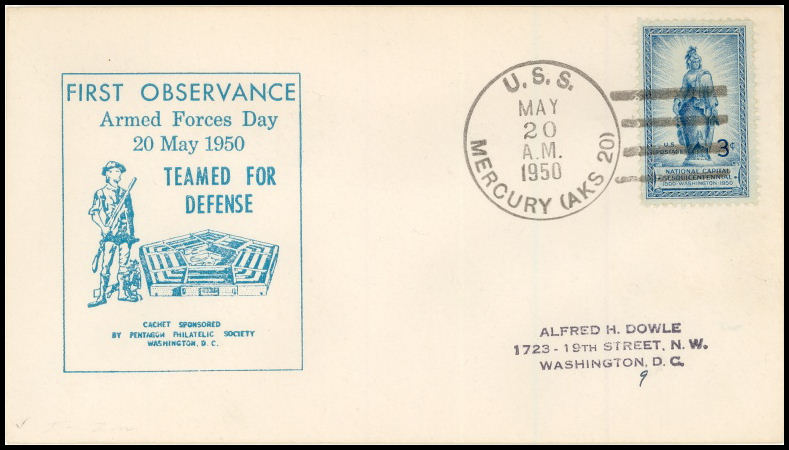 FIRST OBSERVANCE
Armed Forces Day
20 May 1950
TEAMED FOR
DEFENSE
CACHET SPONSORED
BY PENTAGON PHILATELIC SOCIETY
WASHINGTON, D. C.
U. S. S.
MAY
20
A.M.
1950
MERCURY (AKS 20)
U.S.
POSTAGE
3¢
NATIONAL CAPITAL
SESQUICENTENNIAL
1800-WASHINGTON-1950
ALFRED H. DOWLE
1723 - 19TH STREET, N. W.
WASHINGTON, D. C.
9